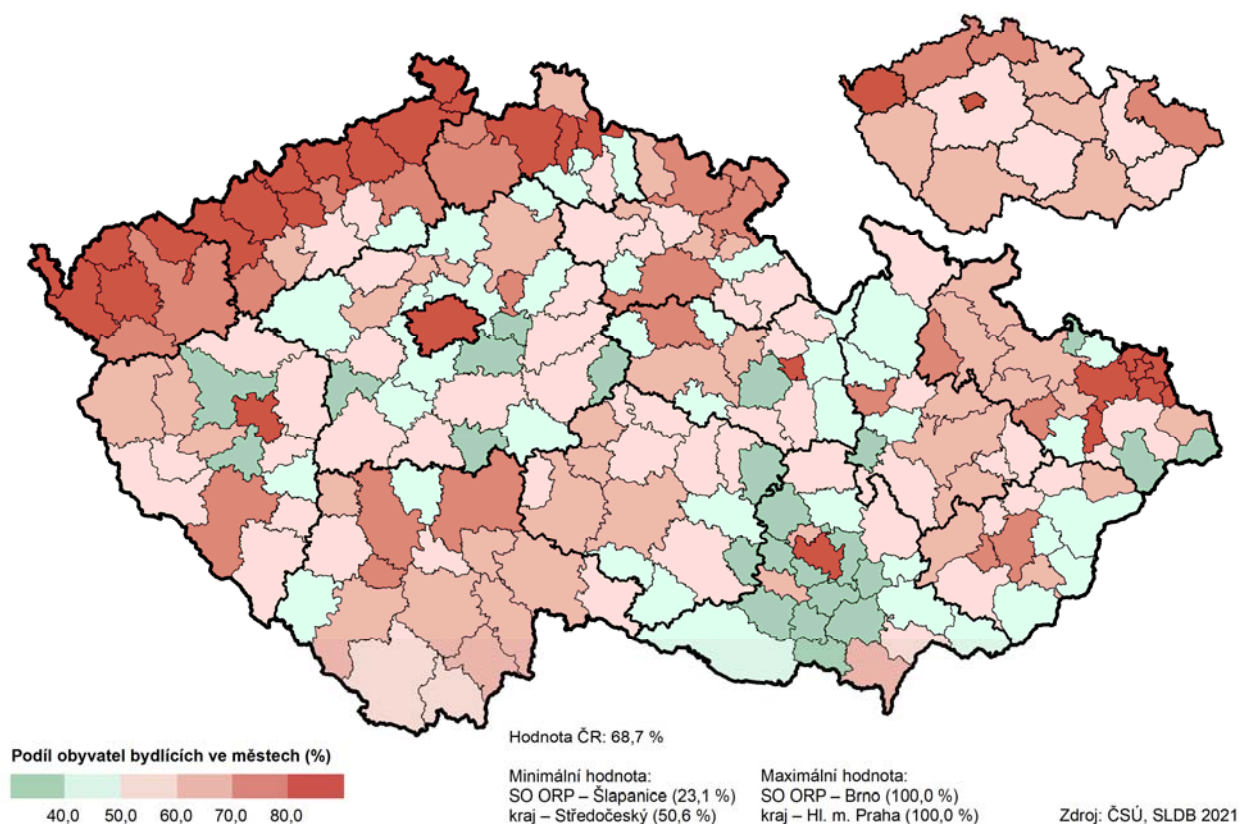 Hodnota ČR: 68,7 %
Podíl obyvatel bydlících ve městech (%)
40,0 50,0 60,0 70,0 80,0
Minimální hodnota:
SO ORP – Šlapanice (23,1 %)
kraj – Středočeský (50,6 %)
Maximální hodnota:
SO ORP – Brno (100,0 %)
kraj – Hl. m. Praha (100,0 %)
Zdroj: ČSÚ, SLDB 2021